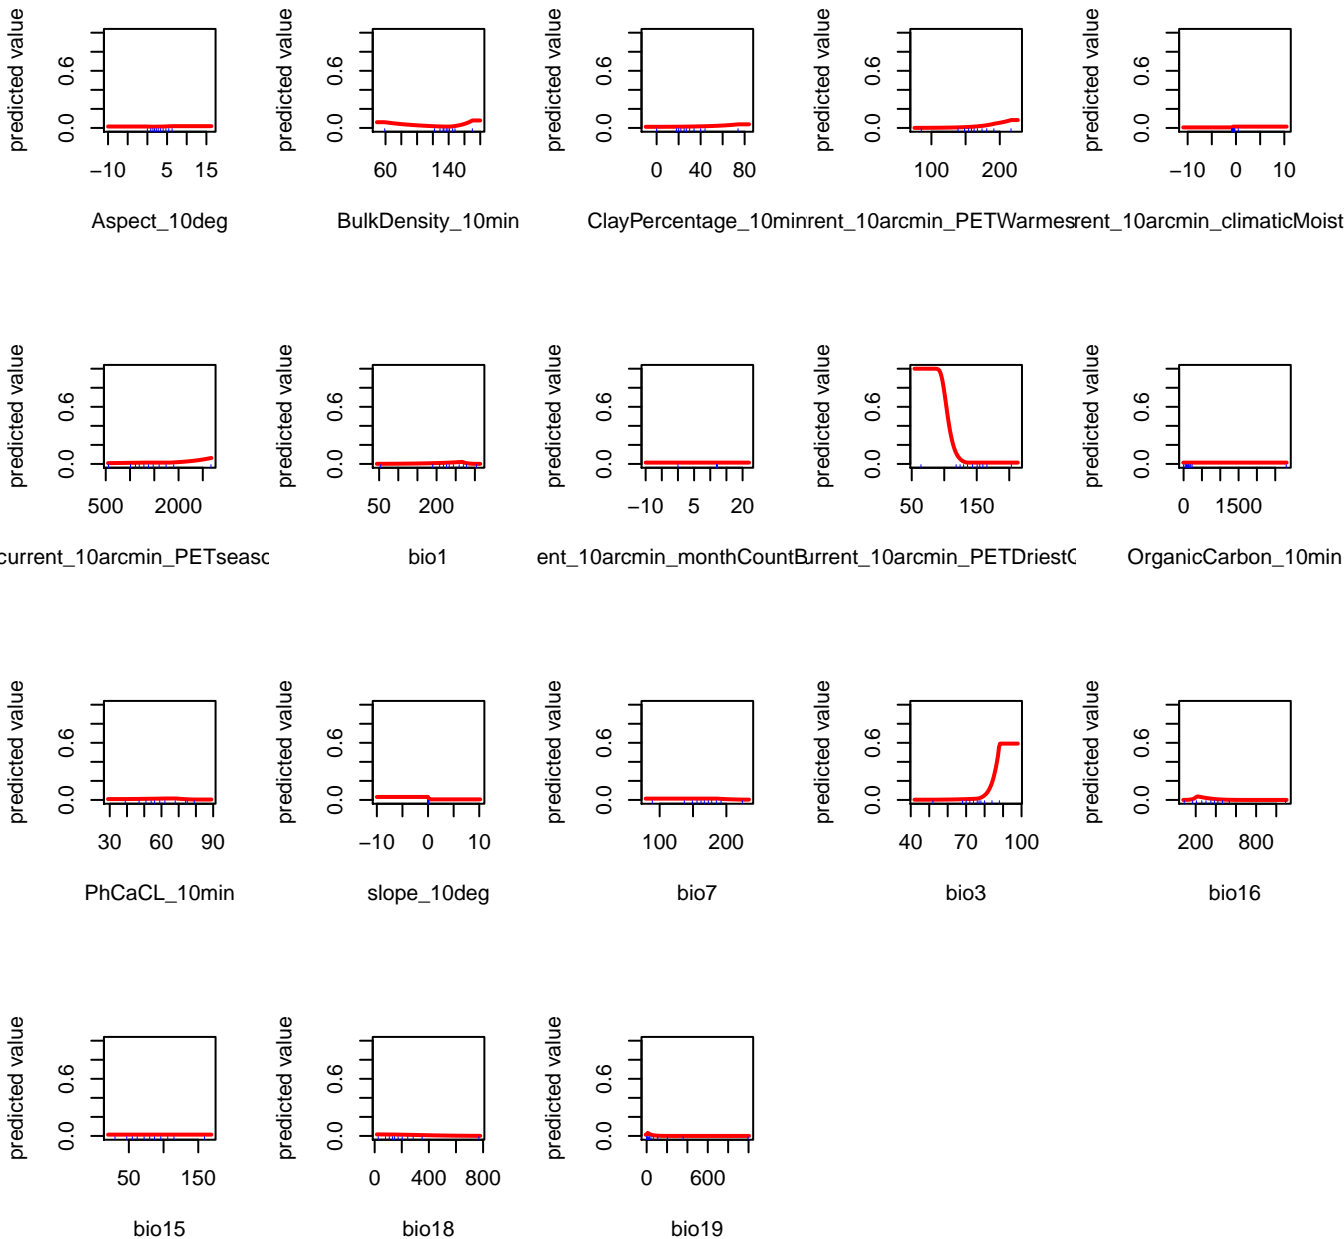 predicted value predicted value predicted value predicted value predicted value
0.6 0.6 0.6 0.6 0.6
0.0 0.0 0.0 0.0 0.0
−10 5 15 60 140 0 40 80 100 200 −10 0 10
Aspect_10deg BulkDensity_10min ClayPercentage_10min rent_10arcmin_PETWarmes rent_10arcmin_climaticMoist
predicted value predicted value predicted value predicted value predicted value
0.6 0.6 0.6 0.6 0.6
0.0 0.0 0.0 0.0 0.0
500 2000 50 200 −10 5 20 50 150 0 1500
current_10arcmin_PETseasc bio1 ent_10arcmin_monthCountB urrent_10arcmin_PETDriestC OrganicCarbon_10min
predicted value predicted value predicted value predicted value predicted value
0.6 0.6 0.6 0.6 0.6
0.0 0.0 0.0 0.0 0.0
30 60 90 −10 0 10 100 200 40 70 100 200 800
PhCaCL_10min slope_10deg bio7 bio3 bio16
predicted value predicted value predicted value
0.6 0.6 0.6
0.0 0.0 0.0
50 150 0 400 800 0 600
bio15 bio18 bio19